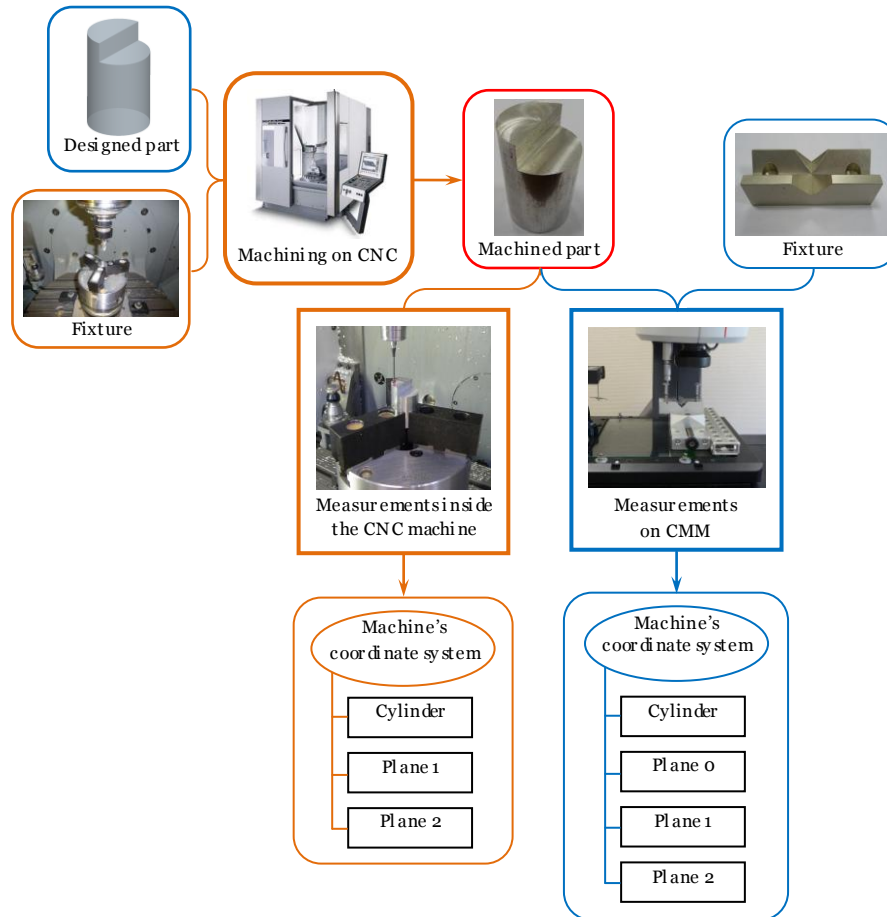 Designed part
Fixture
Machining on CNC
Machined part
Fixture
Measurements inside
the CNC machine
Measurements
on CMM
Machine's
coordinate system
Cylinder
Plane 1
Plane 2
Machine's
coordinate system
Cylinder
Plane 0
Plane 1
Plane 2